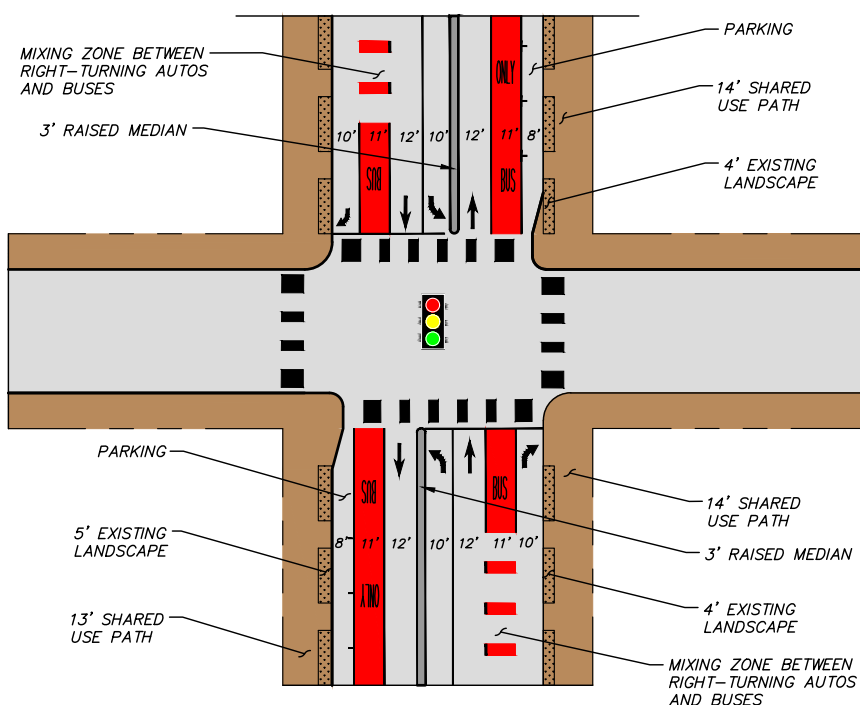 MIXING ZONE BETWEEN
RIGHT-TURNING AUTOS
AND BUSES
PARKING
ONLY
14' SHARED
USE PATH
3' RAISED MEDIAN
10' 11' 12' 10' 12' 11' 8'
4' EXISTING
LANDSCAPE
BUS
BUS
PARKING
BUS
BUS
14' SHARED
USE PATH
5' EXISTING
LANDSCAPE
8' 11' 12' 10' 12' 11' 10'
3' RAISED MEDIAN
ONLY
13' SHARED
USE PATH
4' EXISTING
LANDSCAPE
MIXING ZONE BETWEEN
RIGHT-TURNING AUTOS
AND BUSES